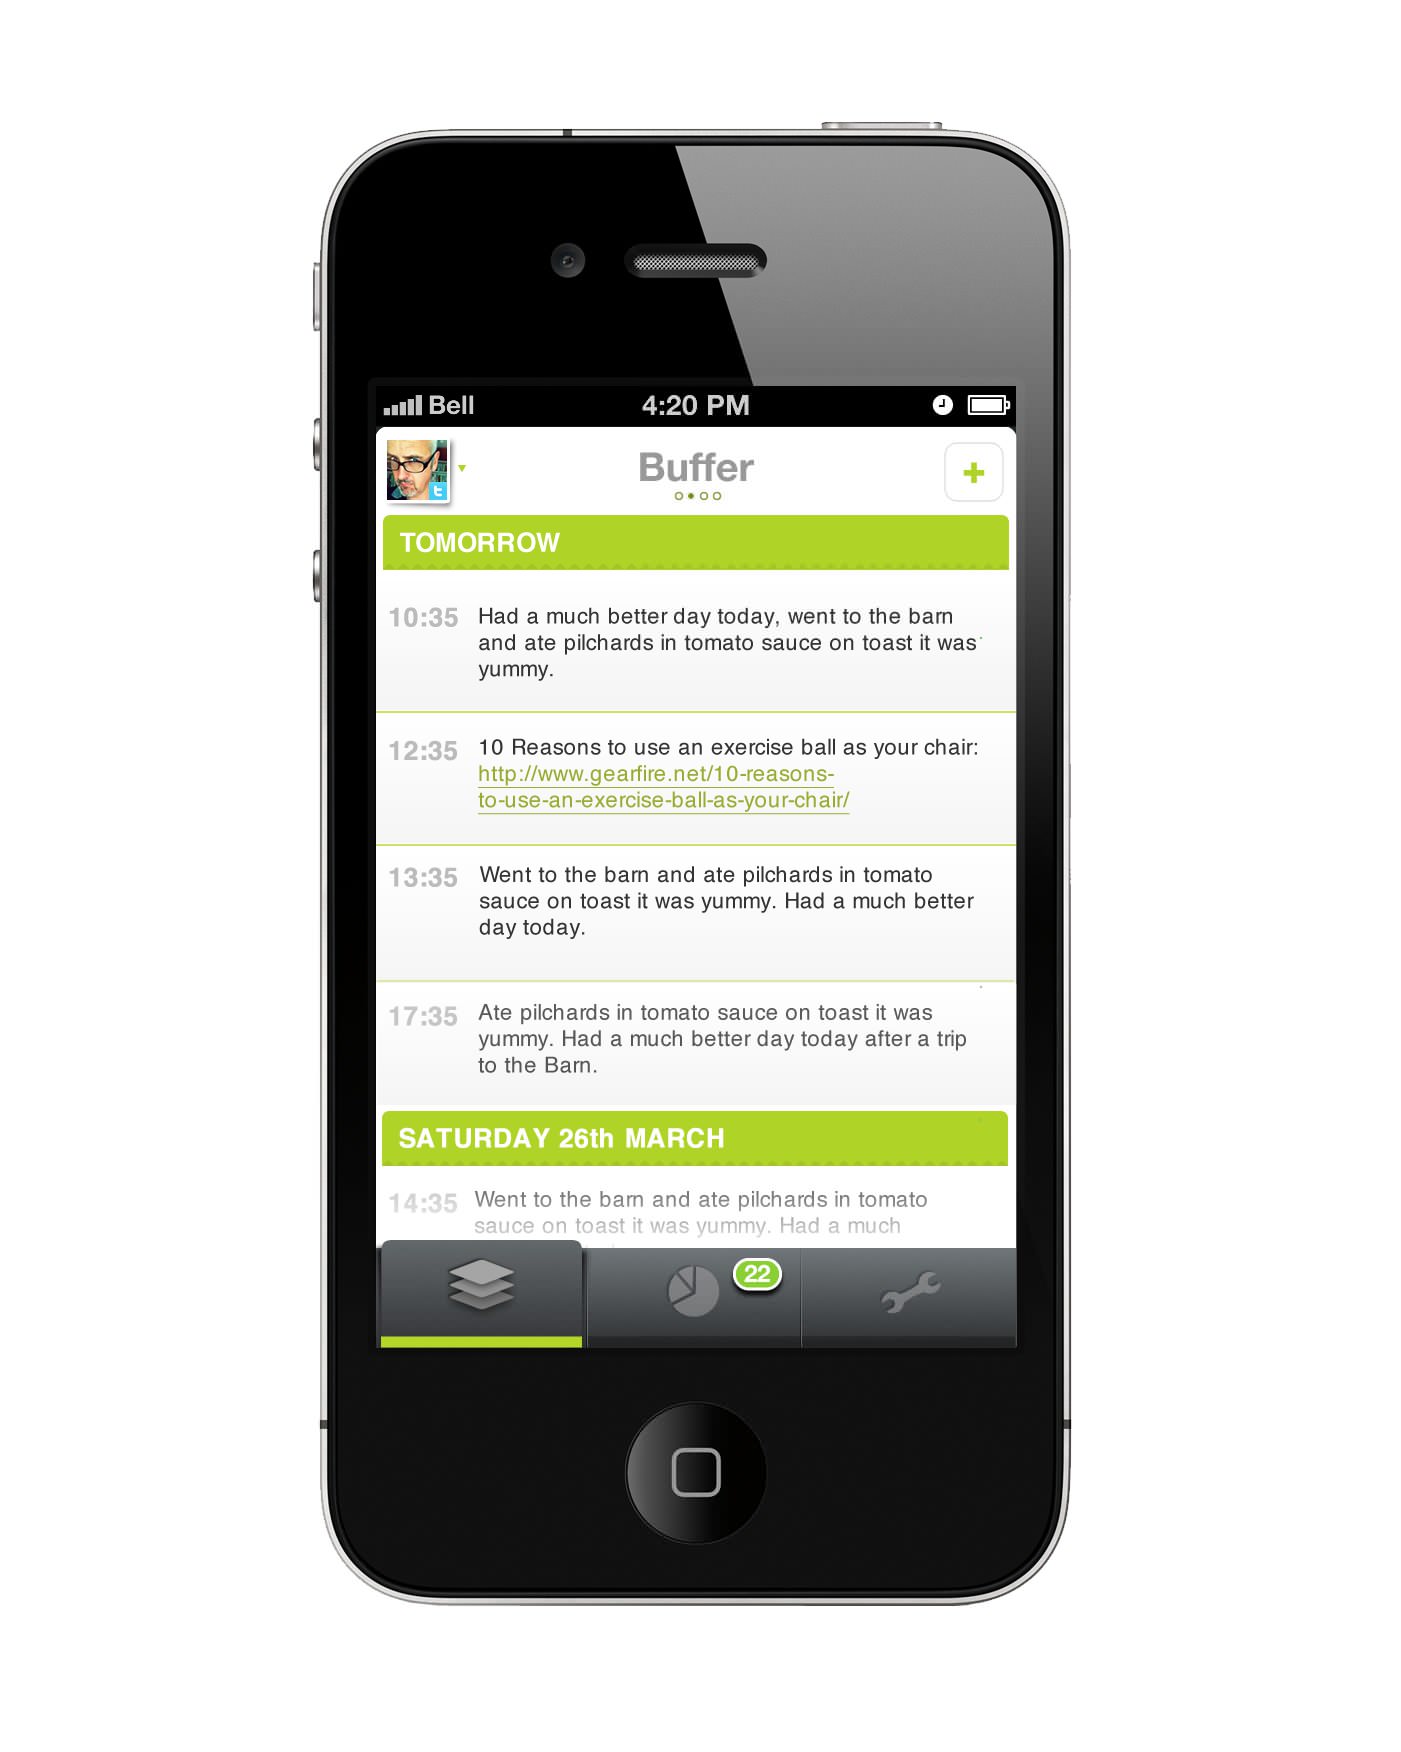 Bell 4:20 PM
Buffer
t
TOMORROW
10:35 Had a much better day today, went to the barn
and ate pilchards in tomato sauce on toast it was
yummy.
12:35 10 Reasons to use an exercise ball as your chair:
http://www.gearfire.net/10-reasons-
to-use-an-exercise-ball-as-your-chair/
13:35 Went to the barn and ate pilchards in tomato
sauce on toast it was yummy. Had a much better
day today.
17:35 Ate pilchards in tomato sauce on toast it was
yummy. Had a much better day today after a trip
to the Barn.
SATURDAY 26th MARCH
14:35 Went to the barn and ate pilchards in tomato
sauce on toast it was yummy. Had a much
22